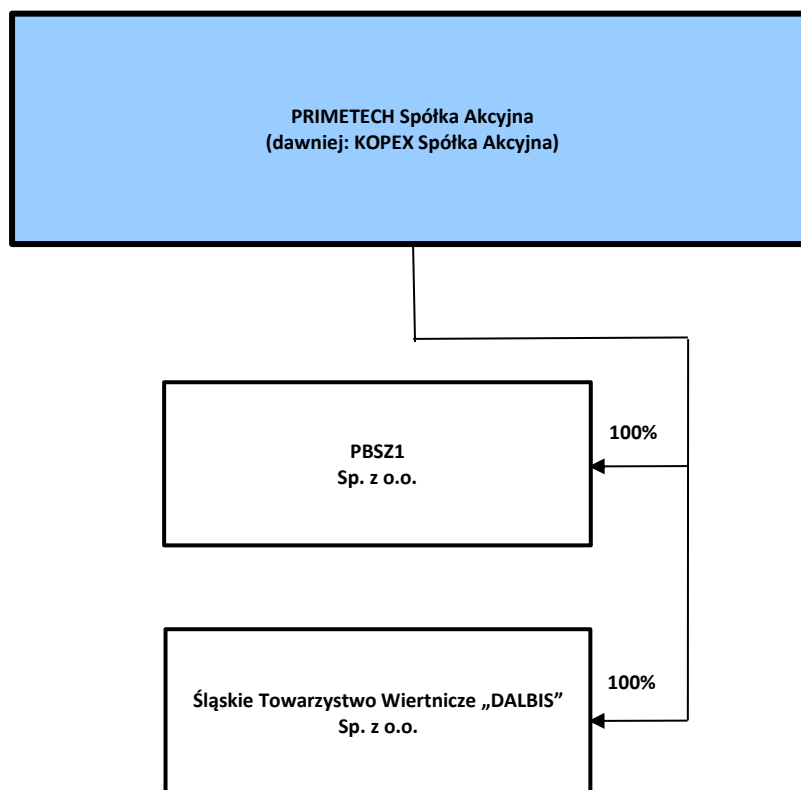 PRIMETECH Spółka Akcyjna
(dawniej: KOPEX Spółka Akcyjna)
100%
PBSZ1
Sp. z o.o.
100%
Śląskie Towarzystwo Wiertnicze „DALBIS”
Sp. z o.o.